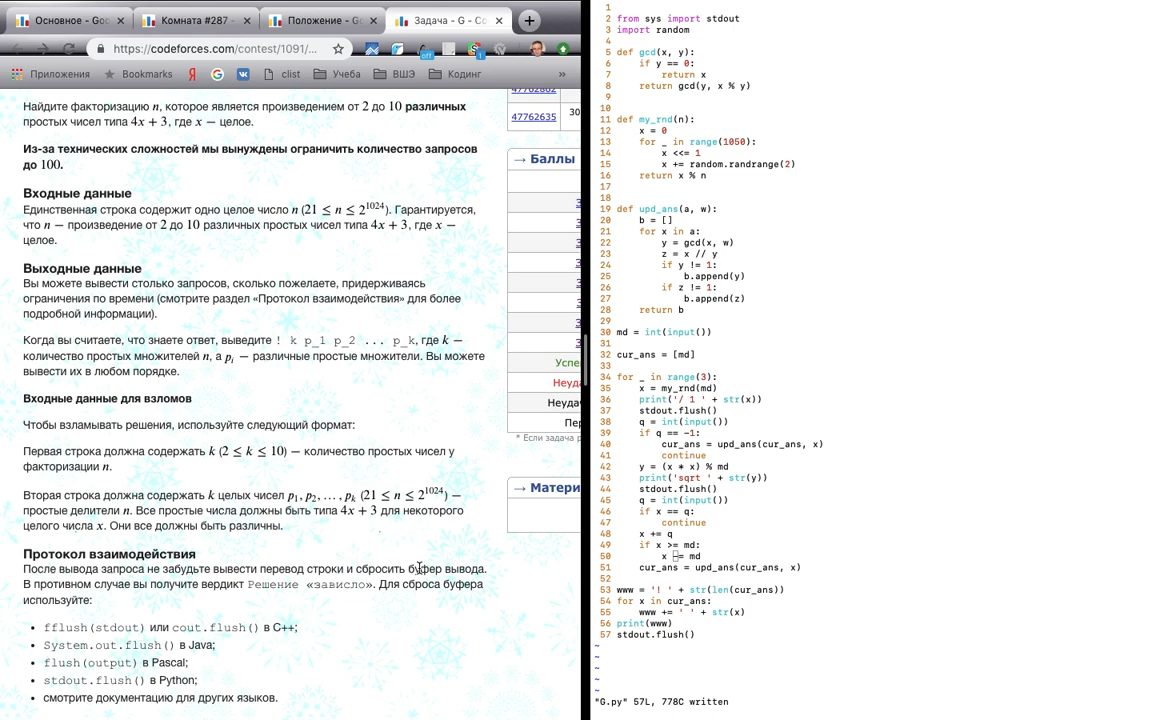 Основное - Goo
Комната #287 -
Положение - Go
Задача - G - Co
https://codeforces.com/contest/1091/...
off
1
Приложения
Bookmarks
Я
clist
Учеба
ВШЭ
Кодинг
»
Найдите факторизацию n, которое является произведением от 2 до 10 различных
простых чисел типа 4x + 3, где x — целое.
Из-за технических сложностей мы вынуждены ограничить количество запросов
до 100.
Входные данные
Единственная строка содержит одно целое число n (21 ≤ n ≤ 2^1024). Гарантируется,
что n — произведение от 2 до 10 различных простых чисел типа 4x + 3, где x —
целое.
Выходные данные
Вы можете вывести столько запросов, сколько пожелаете, придерживаясь
ограничения по времени (смотрите раздел «Протокол взаимодействия» для более
подробной информации).
Когда вы считаете, что знаете ответ, выведите ! k p_1 p_2 ... p_k, где k —
количество простых множителей n, а p_i — различные простые множители. Вы можете
вывести их в любом порядке.
Входные данные для взломов
Чтобы взламывать решения, используйте следующий формат:
Первая строка должна содержать k (2 ≤ k ≤ 10) — количество простых чисел у
факторизации n.
Вторая строка должна содержать k целых чисел p_1, p_2, ..., p_k (21 ≤ n ≤ 2^1024) —
простые делители n. Все простые числа должны быть типа 4x + 3 для некоторого
целого числа x. Они все должны быть различны.
Протокол взаимодействия
После вывода запроса не забудьте вывести перевод строки и сбросить буфер вывода.
В противном случае вы получите вердикт Решение «зависло». Для сброса буфера
используйте:
• fflush(stdout) или cout.flush() в C++;
• System.out.flush() в Java;
• flush(output) в Pascal;
• stdout.flush() в Python;
• смотрите документацию для других языков.
47762802
47762635
30
→ Баллы
Успе
Неуда
Неудач
Пер
* Если задача р
→ Матери
1
2 from sys import stdout
3 import random
4
5 def gcd(x, y):
6     if y == 0:
7         return x
8     return gcd(y, x % y)
9
10
11 def my_rnd(n):
12     x = 0
13     for _ in range(1050):
14         x <<= 1
15         x += random.randrange(2)
16     return x % n
17
18
19 def upd_ans(a, w):
20     b = []
21     for x in a:
22         y = gcd(x, w)
23         z = x // y
24         if y != 1:
25             b.append(y)
26         if z != 1:
27             b.append(z)
28     return b
29
30 md = int(input())
31
32 cur_ans = [md]
33
34 for _ in range(3):
35     x = my_rnd(md)
36     print('/ 1 ' + str(x))
37     stdout.flush()
38     q = int(input())
39     if q == -1:
40         cur_ans = upd_ans(cur_ans, x)
41         continue
42     y = (x * x) % md
43     print('sqrt ' + str(y))
44     stdout.flush()
45     q = int(input())
46     if x == q:
47         continue
48     x += q
49     if x >= md:
50         x -= md
51     cur_ans = upd_ans(cur_ans, x)
52
53 www = '! ' + str(len(cur_ans))
54 for x in cur_ans:
55     www += ' ' + str(x)
56 print(www)
57 stdout.flush()
~
~
~
~
~
"G.py" 57L, 778C written